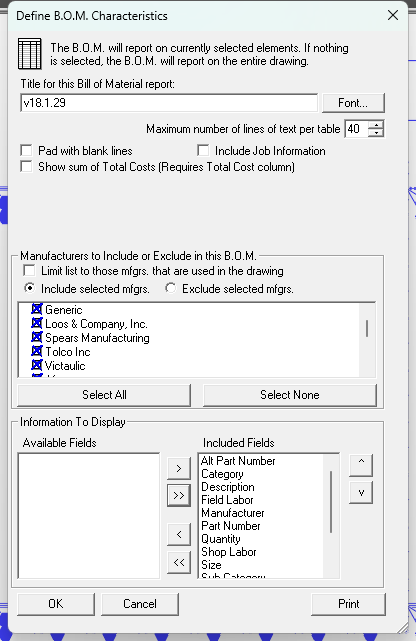 Define B.O.M. Characteristics
The B.O.M. will report on currently selected elements. If nothing
is selected, the B.O.M. will report on the entire drawing.
Title for this Bill of Material report:
v18.1.29
Font...
Maximum number of lines of text per table 40
Pad with blank lines
Include Job Information
Show sum of Total Costs (Requires Total Cost column)
Manufacturers to Include or Exclude in this B.O.M.
Limit list to those mfgrs. that are used in the drawing
Include selected mfgrs.
Exclude selected mfgrs.
Generic
Loos & Company, Inc.
Spears Manufacturing
Tolco Inc
Victaulic
Select All
Select None
Information To Display
Available Fields
Included Fields
>
>>
<
<<
Alt Part Number
Category
Description
Field Labor
Manufacturer
Part Number
Quantity
Shop Labor
Size
Sub Category
^
v
OK
Cancel
Print